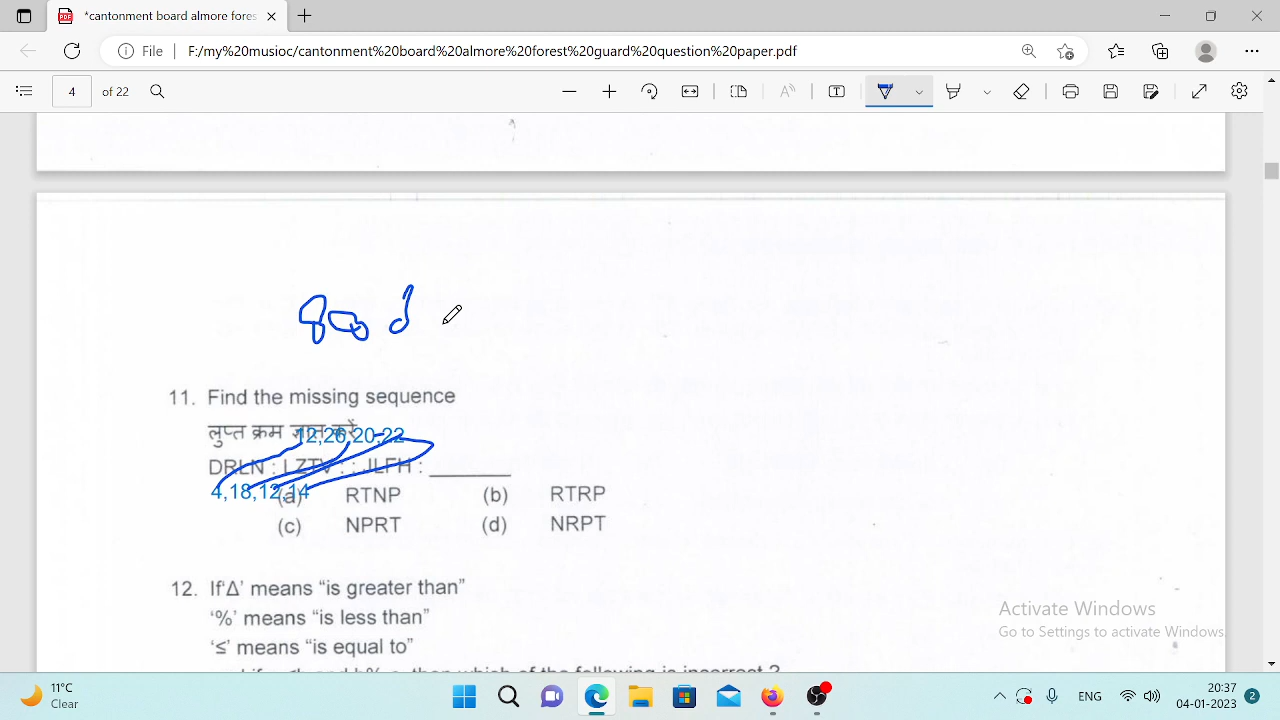 *cantonment board almore fores
File F:/my%20musioc/cantonment%20board%20almore%20forest%20guard%20question%20paper.pdf
4 of 22
11. Find the missing sequence
लुप्त क्रम ज्ञात करें
12,26,20,22
DRLN : LZTV : : JLFH :
4,18,12,14
(a) RTNP (b) RTRP
(c) NPRT (d) NRPT
12. If 'Δ' means “is greater than”
‘%’ means “is less than”
‘≤’ means “is equal to”
Activate Windows
Go to Settings to activate Windows.
11°C
Clear
ENG
20:37
04-01-2023
2